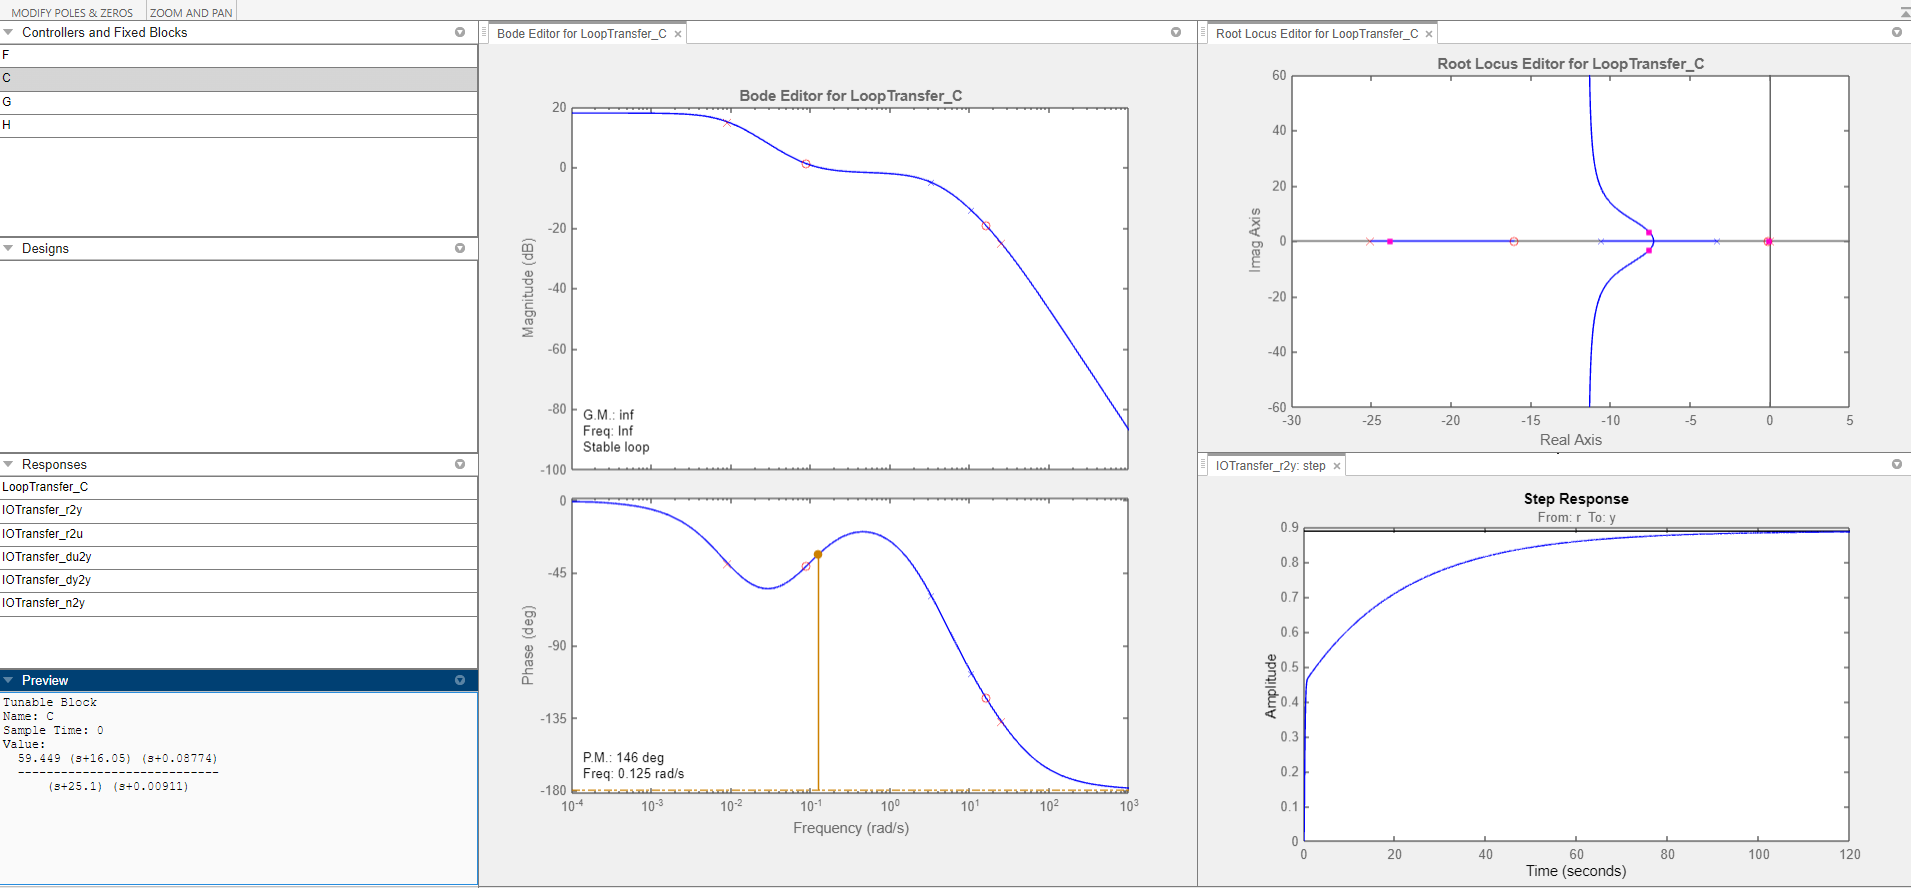 MODIFY POLES & ZEROS
ZOOM AND PAN
Controllers and Fixed Blocks
F
C
G
H
Designs
Responses
LoopTransfer_C
IOTransfer_r2y
IOTransfer_r2u
IOTransfer_du2y
IOTransfer_dy2y
IOTransfer_n2y
Preview
Tunable Block
Name: C
Sample Time: 0
Value:
59.449 (s+16.05) (s+0.08774)
----------------------------
(s+25.1) (s+0.00911)
Bode Editor for LoopTransfer_C ×
Bode Editor for LoopTransfer_C
Magnitude (dB)
20
0
-20
-40
-60
-80
-100
G.M.: inf
Freq: Inf
Stable loop
Phase (deg)
0
-45
-90
-135
-180
P.M.: 146 deg
Freq: 0.125 rad/s
10⁻⁴ 10⁻³ 10⁻² 10⁻¹ 10⁰ 10¹ 10² 10³
Frequency (rad/s)
Root Locus Editor for LoopTransfer_C ×
Root Locus Editor for LoopTransfer_C
Imag Axis
60
40
20
0
-20
-40
-60
-30 -25 -20 -15 -10 -5 0 5
Real Axis
IOTransfer_r2y: step ×
Step Response
From: r To: y
Amplitude
0.9
0.8
0.7
0.6
0.5
0.4
0.3
0.2
0.1
0
0 20 40 60 80 100 120
Time (seconds)